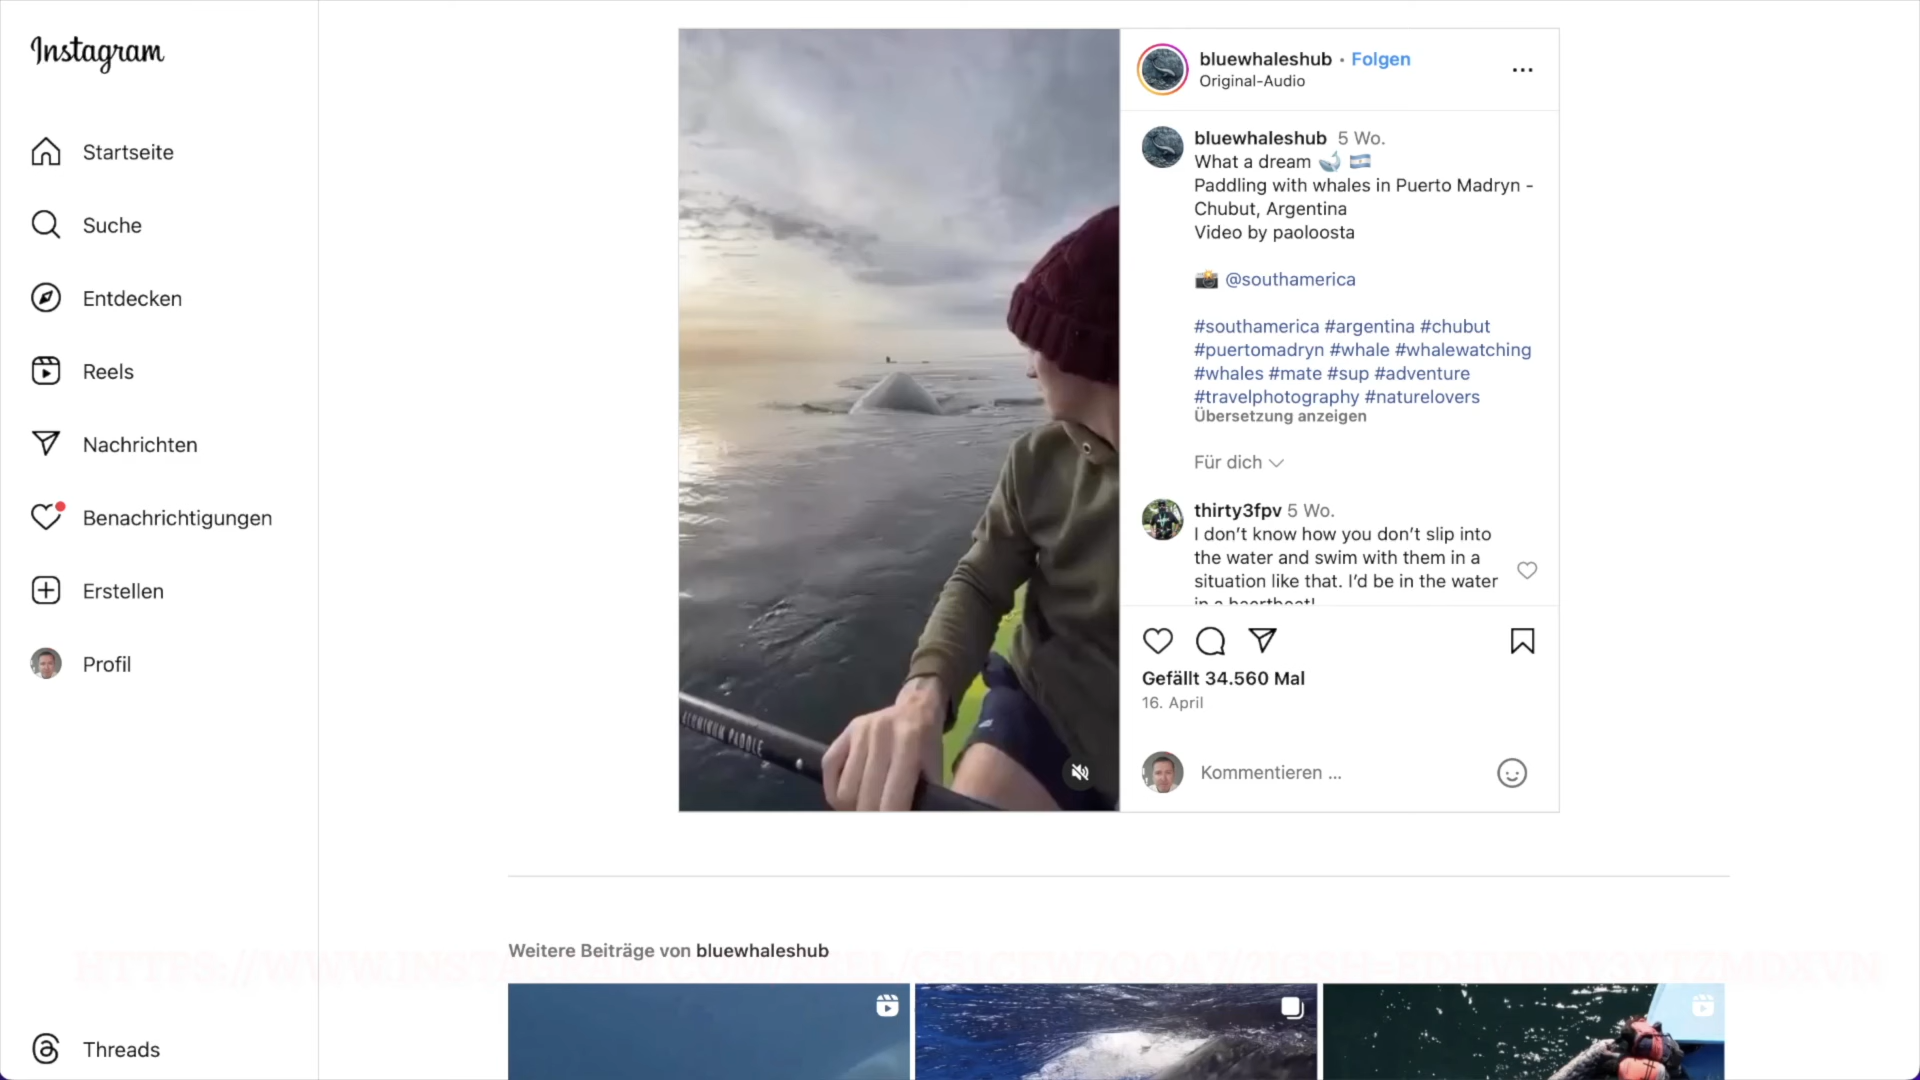 Instagram
Startseite
Suche
Entdecken
Reels
Nachrichten
Benachrichtigungen
Erstellen
Profil
Threads
ALUMINUM PADDLE
bluewhaleshub • Folgen
Original-Audio
bluewhaleshub 5 Wo.
What a dream 🐋 🇦🇷
Paddling with whales in Puerto Madryn -
Chubut, Argentina
Video by paoloosta
📸 @southamerica
#southamerica #argentina #chubut
#puertomadryn #whale #whalewatching
#whales #mate #sup #adventure
#travelphotography #naturelovers
Übersetzung anzeigen
Für dich
thirty3fpv 5 Wo.
I don’t know how you don’t slip into
the water and swim with them in a
situation like that. I’d be in the water
in a heartbeat!
Gefällt 34.560 Mal
16. April
Kommentieren ...
Weitere Beiträge von bluewhaleshub